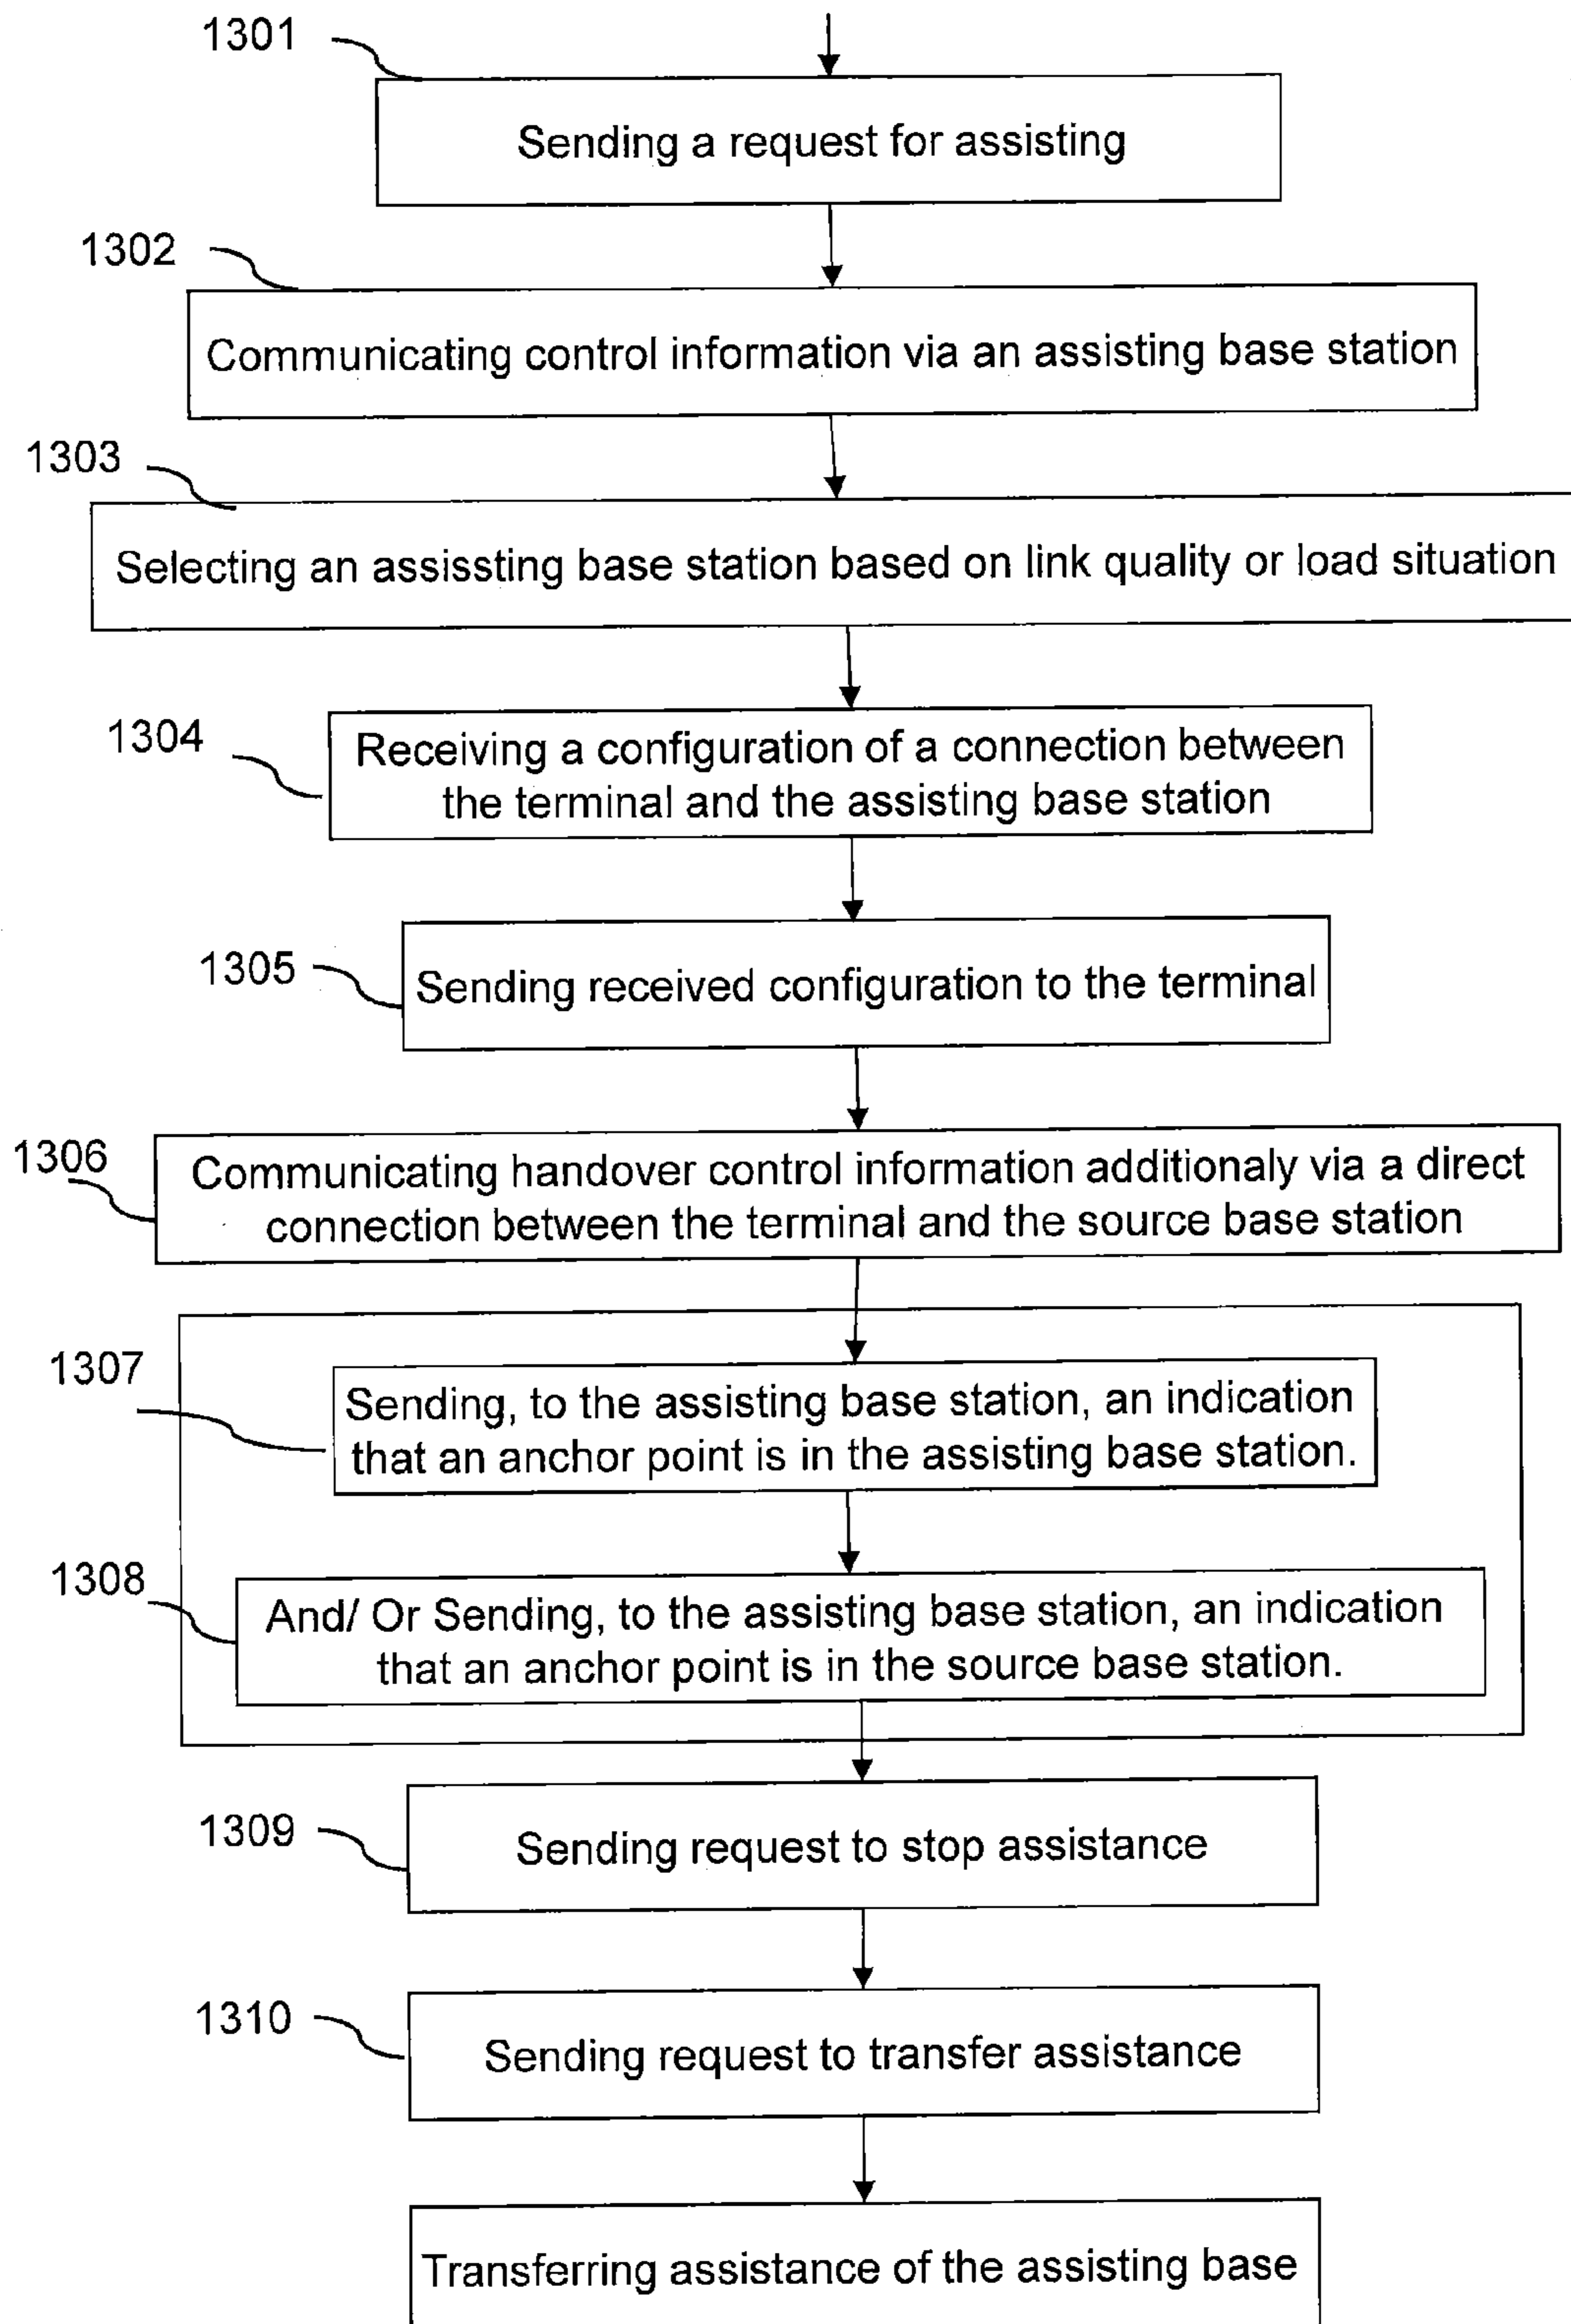 1301
Sending a request for assisting
1302
Communicating control information via an assisting base station
1303
Selecting an assissting base station based on link quality or load situation
1304
Receiving a configuration of a connection between
the terminal and the assisting base station
1305
Sending received configuration to the terminal
1306
Communicating handover control information additionaly via a direct
connection between the terminal and the source base station
1307
Sending, to the assisting base station, an indication
that an anchor point is in the assisting base station.
1308
And/ Or Sending, to the assisting base station, an indication
that an anchor point is in the source base station.
1309
Sending request to stop assistance
1310
Sending request to transfer assistance
Transferring assistance of the assisting base